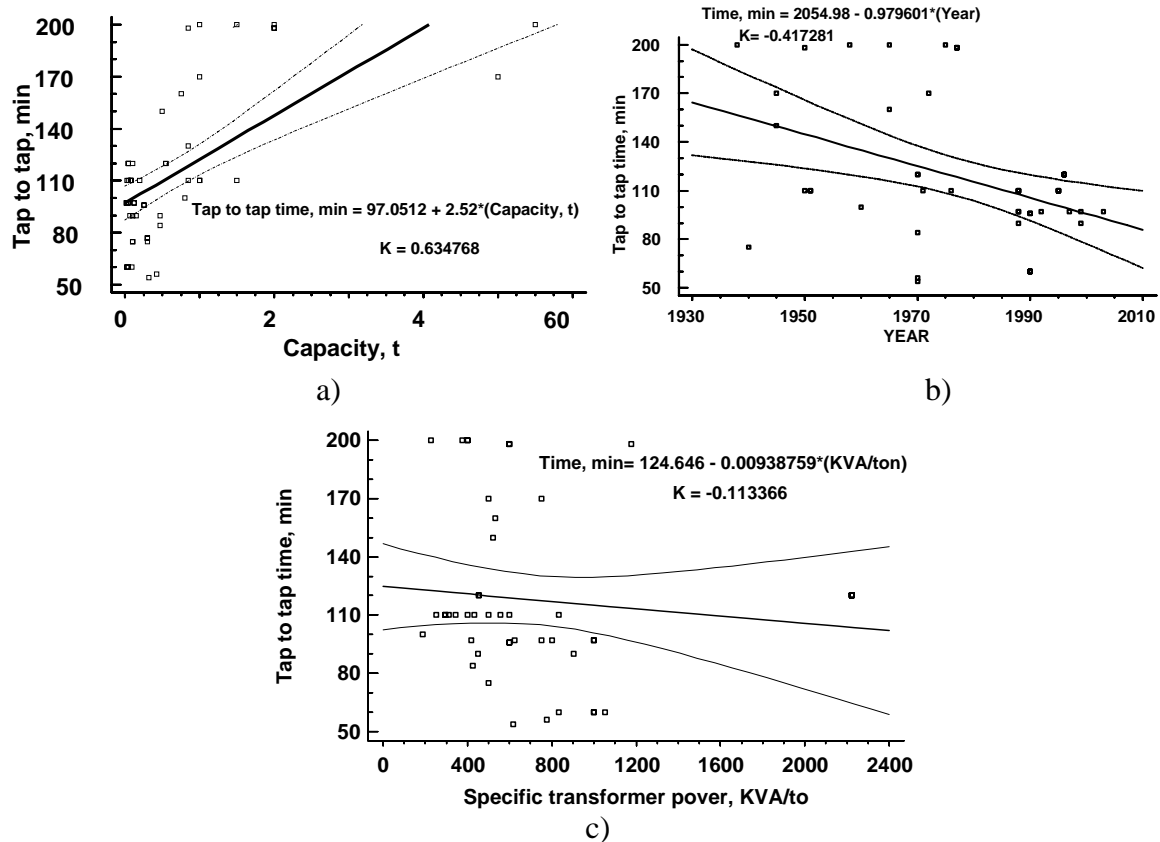 Tap to tap, min
200
170
140
110
80
50
Tap to tap time, min = 97.0512 + 2.52*(Capacity, t)
K = 0.634768
0 2 4 60
Capacity, t
a)
Time, min = 2054.98 - 0.979601*(Year)
K= -0.417281
Tap to tap time, min
200
170
140
110
80
50
1930 1950 1970 1990 2010
YEAR
b)
Time, min= 124.646 - 0.00938759*(KVA/ton)
K = -0.113366
Tap to tap time, min
200
170
140
110
80
50
0 400 800 1200 1600 2000 2400
Specific transformer pover, KVA/to
c)